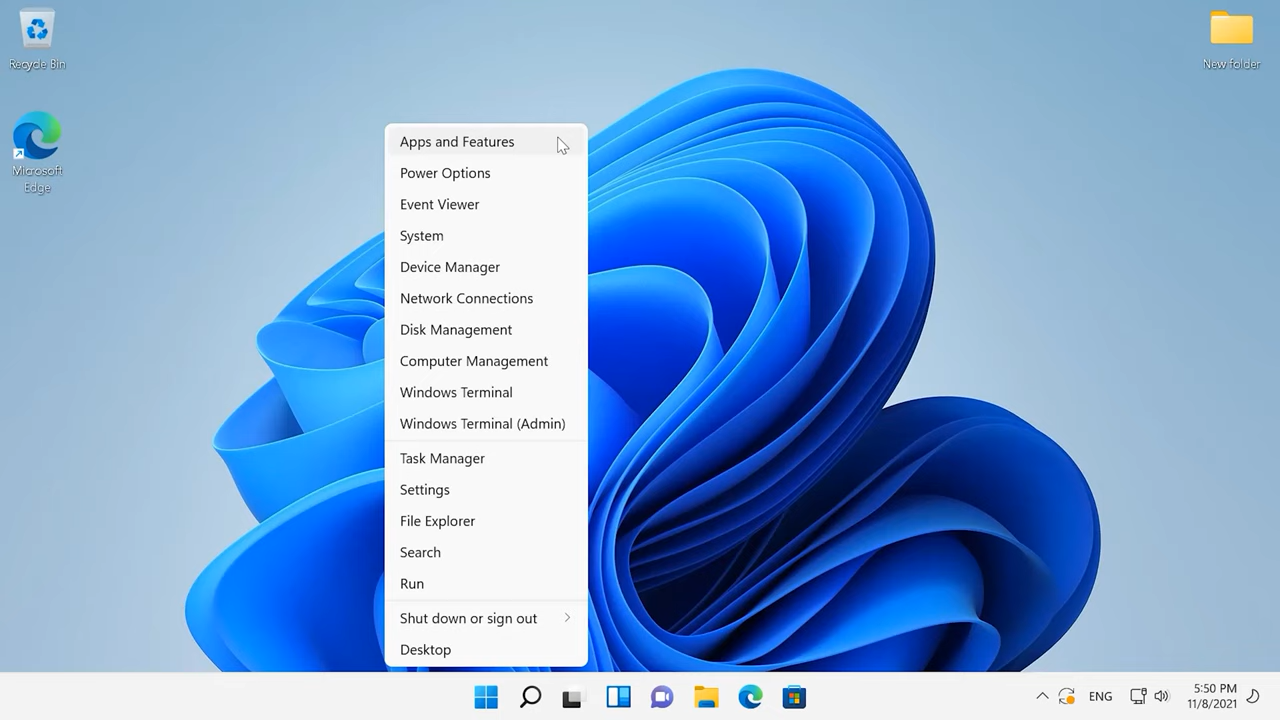 Recycle Bin
New folder
Microsoft
Edge
Apps and Features
Power Options
Event Viewer
System
Device Manager
Network Connections
Disk Management
Computer Management
Windows Terminal
Windows Terminal (Admin)
Task Manager
Settings
File Explorer
Search
Run
Shut down or sign out
Desktop
ENG
5:50 PM
11/8/2021